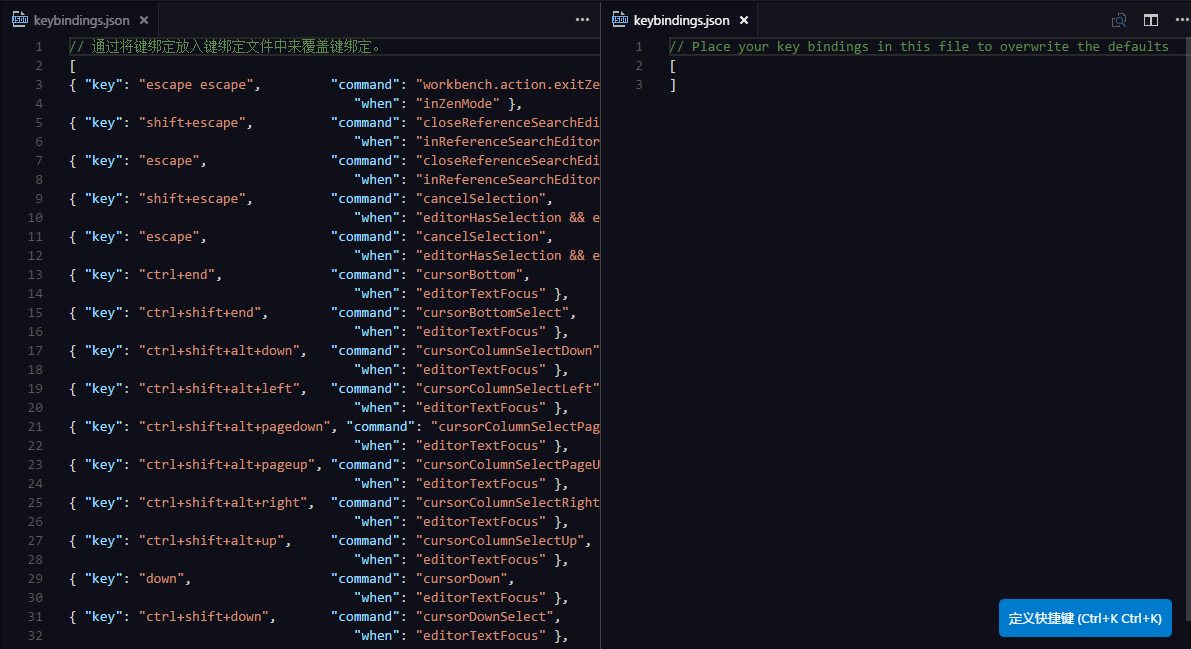 keybindings.json
// 通过将键绑定放入键绑定文件中来覆盖键绑定。
1
2 [
3 { "key": "escape escape", "command": "workbench.action.exitZe
4 "when": "inZenMode" },
5 { "key": "shift+escape", "command": "closeReferenceSearchEdi
6 "when": "inReferenceSearchEditor
7 { "key": "escape", "command": "closeReferenceSearchEdi
8 "when": "inReferenceSearchEditor
9 { "key": "shift+escape", "command": "cancelSelection",
10 "when": "editorHasSelection && e
11 { "key": "escape", "command": "cancelSelection",
12 "when": "editorHasSelection && e
13 { "key": "ctrl+end", "command": "cursorBottom",
14 "when": "editorTextFocus" },
15 { "key": "ctrl+shift+end", "command": "cursorBottomSelect",
16 "when": "editorTextFocus" },
17 { "key": "ctrl+shift+alt+down", "command": "cursorColumnSelectDown"
18 "when": "editorTextFocus" },
19 { "key": "ctrl+shift+alt+left", "command": "cursorColumnSelectLeft"
20 "when": "editorTextFocus" },
21 { "key": "ctrl+shift+alt+pagedown", "command": "cursorColumnSelectPag
22 "when": "editorTextFocus" },
23 { "key": "ctrl+shift+alt+pageup", "command": "cursorColumnSelectPageU
24 "when": "editorTextFocus" },
25 { "key": "ctrl+shift+alt+right", "command": "cursorColumnSelectRight
26 "when": "editorTextFocus" },
27 { "key": "ctrl+shift+alt+up", "command": "cursorColumnSelectUp",
28 "when": "editorTextFocus" },
29 { "key": "down", "command": "cursorDown",
30 "when": "editorTextFocus" },
31 { "key": "ctrl+shift+down", "command": "cursorDownSelect",
32 "when": "editorTextFocus" },
keybindings.json
1 // Place your key bindings in this file to overwrite the defaults
2 [
3 ]
定义快捷键 (Ctrl+K Ctrl+K)